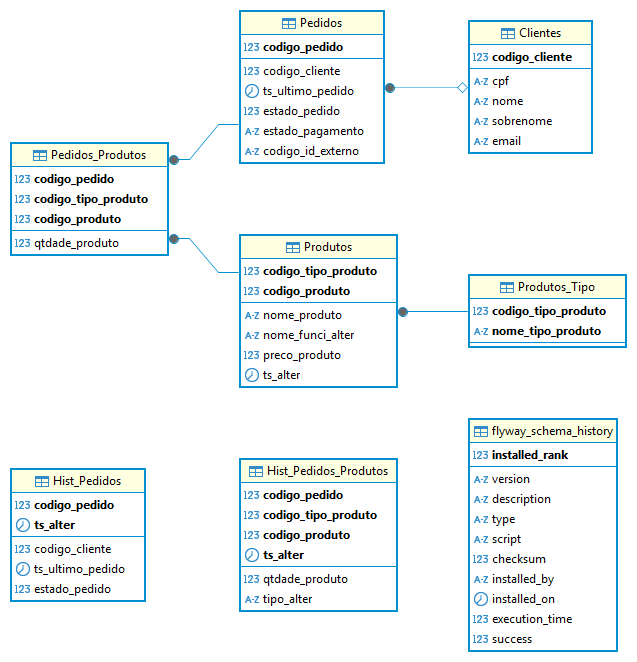 Pedidos
123 codigo_pedido
123 codigo_cliente
ts_ultimo_pedido
123 estado_pedido
A-Z estado_pagamento
A-Z codigo_id_externo
Clientes
123 codigo_cliente
A-Z cpf
A-Z nome
A-Z sobrenome
A-Z email
Pedidos_Produtos
123 codigo_pedido
123 codigo_tipo_produto
123 codigo_produto
123 qtdade_produto
Produtos
123 codigo_tipo_produto
123 codigo_produto
A-Z nome_produto
A-Z nome_funci_alter
123 preco_produto
ts_alter
Produtos_Tipo
123 codigo_tipo_produto
A-Z nome_tipo_produto
Hist_Pedidos
123 codigo_pedido
ts_alter
123 codigo_cliente
ts_ultimo_pedido
123 estado_pedido
Hist_Pedidos_Produtos
123 codigo_pedido
123 codigo_tipo_produto
123 codigo_produto
ts_alter
123 qtdade_produto
A-Z tipo_alter
flyway_schema_history
123 installed_rank
A-Z version
A-Z description
A-Z type
A-Z script
123 checksum
A-Z installed_by
installed_on
123 execution_time
123 success